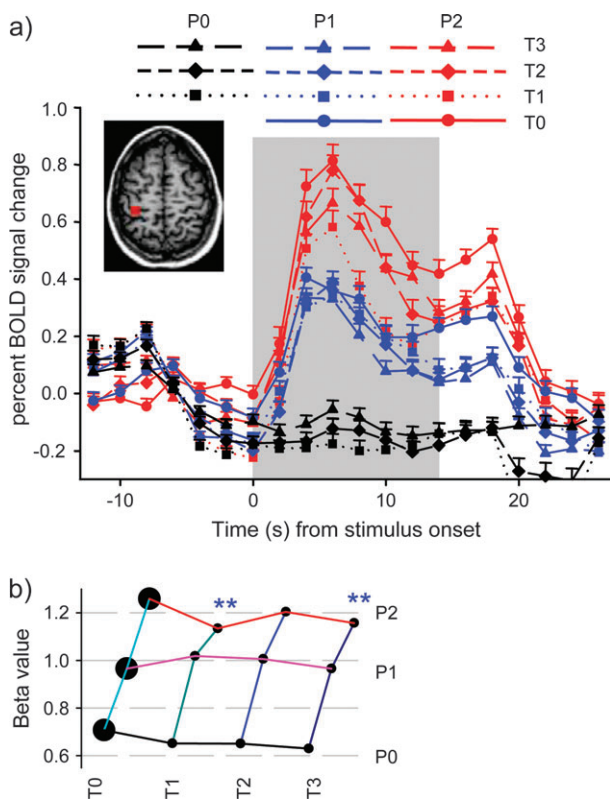 a)
P0 P1 P2
T3
T2
T1
T0
percent BOLD signal change
1.0
0.8
0.6
0.4
0.2
0.0
-0.2
-10 0 10 20
Time (s) from stimulus onset
b)
Beta value
1.2
1.0
0.8
0.6
** **
P2
P1
P0
T0 T1 T2 T3